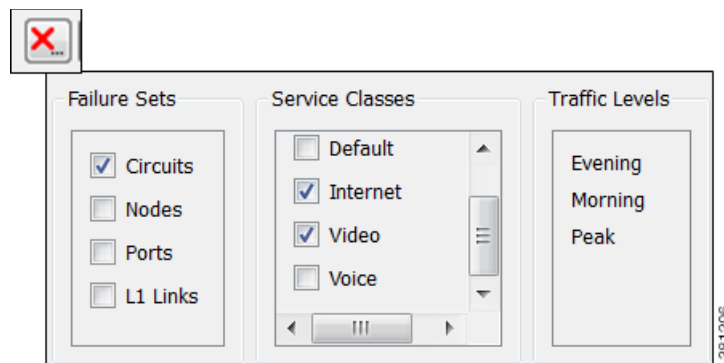 Failure Sets
Circuits
Nodes
Ports
L1 Links
Service Classes
Default
Internet
Video
Voice
Traffic Levels
Evening
Morning
Peak